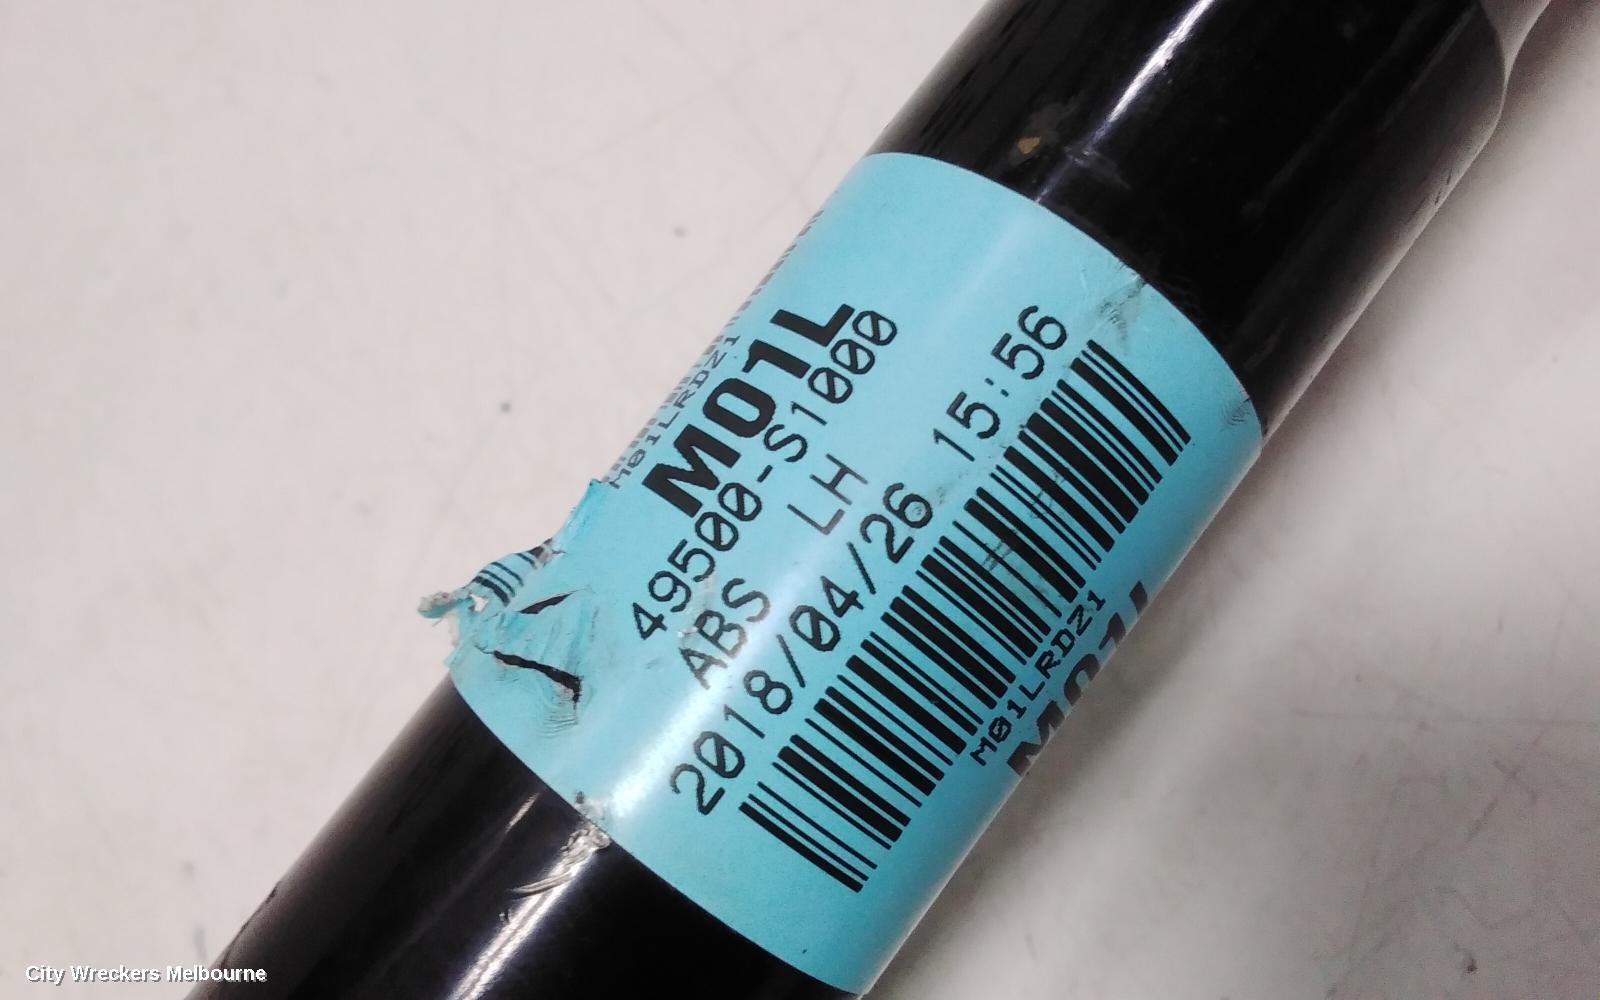 M01L
49500-S1000
ABS LH
2018/04/26 15:56
M01LRDZ1
M01L
M01LRDZ1
City Wreckers Melbourne